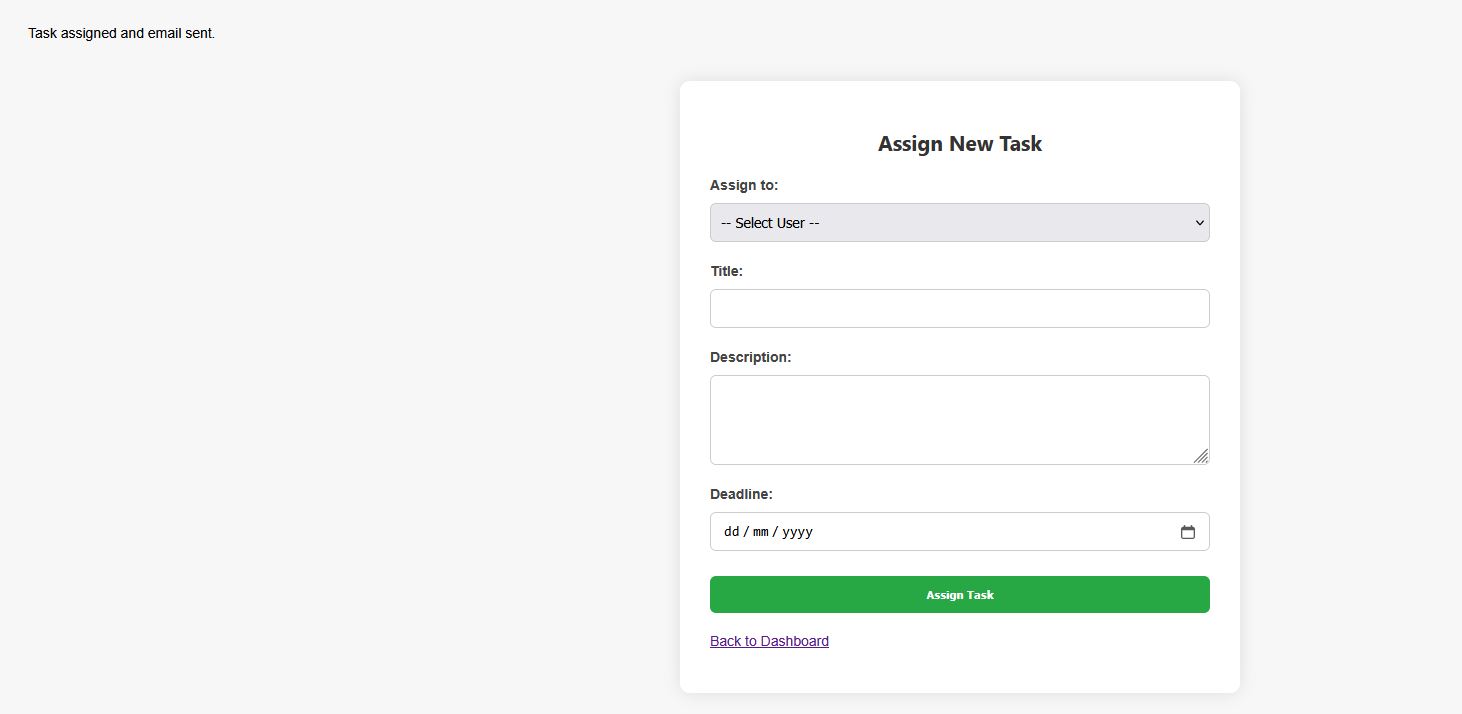 Task assigned and email sent.
Assign New Task
Assign to:
-- Select User --
Title:
Description:
Deadline:
dd / mm / yyyy
Assign Task
Back to Dashboard